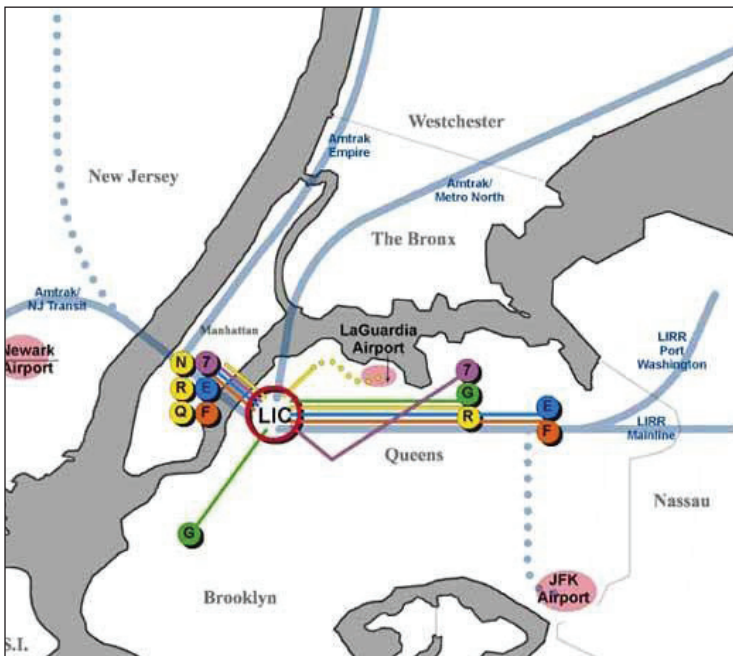 Westchester
Amtrak
Empire
New Jersey
Amtrak/
Metro North
The Bronx
Amtrak/
NJ Transit
Manhattan
LaGuardia
Airport
Newark
Airport
LIRR
Port
Washington
N 7
R E
Q F
LIC
7
G
R
E
F
LIRR
Mainline
Queens
Nassau
G
JFK
Airport
Brooklyn
S.I.